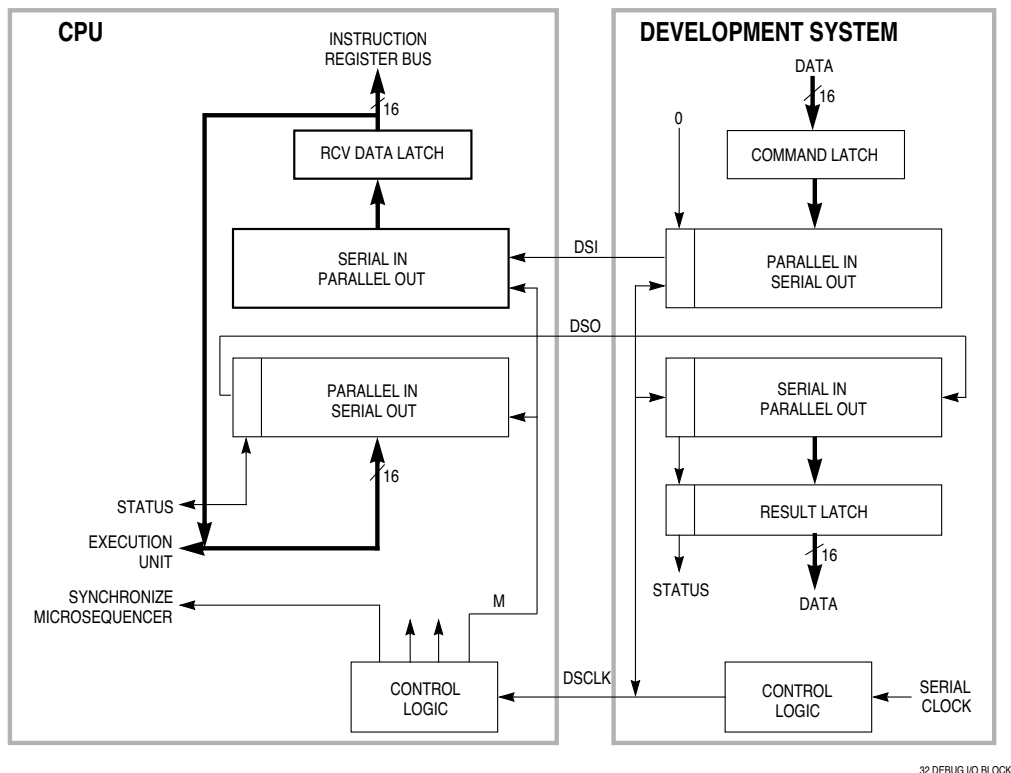 CPU
DEVELOPMENT SYSTEM
INSTRUCTION
REGISTER BUS
16
RCV DATA LATCH
SERIAL IN
PARALLEL OUT
DATA
16
0
COMMAND LATCH
DSI
PARALLEL IN
SERIAL OUT
DSO
PARALLEL IN
SERIAL OUT
16
SERIAL IN
PARALLEL OUT
STATUS
EXECUTION
UNIT
RESULT LATCH
16
STATUS
DATA
SYNCHRONIZE
MICROSEQUENCER
M
CONTROL
LOGIC
DSCLK
CONTROL
LOGIC
SERIAL
CLOCK
32 DEBUG I/O BLOCK